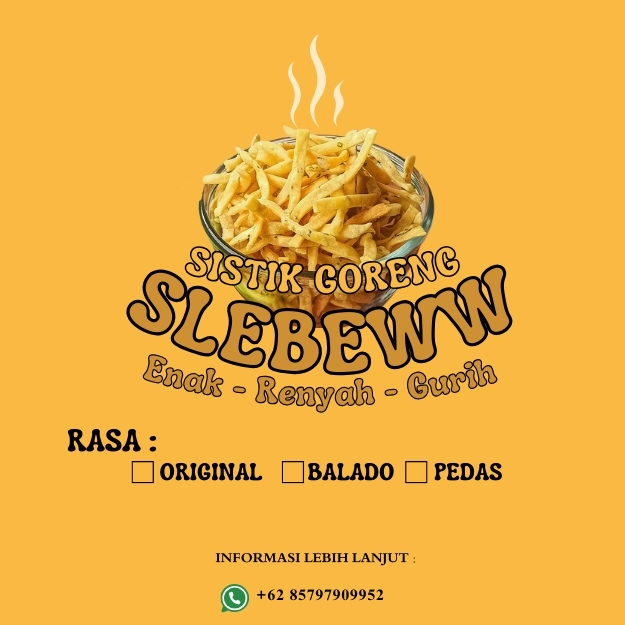 SISTIK GORENG
SLEBEWW
Enak - Renyah - Gurih
RASA :
ORIGINAL BALADO PEDAS
INFORMASI LEBIH LANJUT :
+62 85797909952